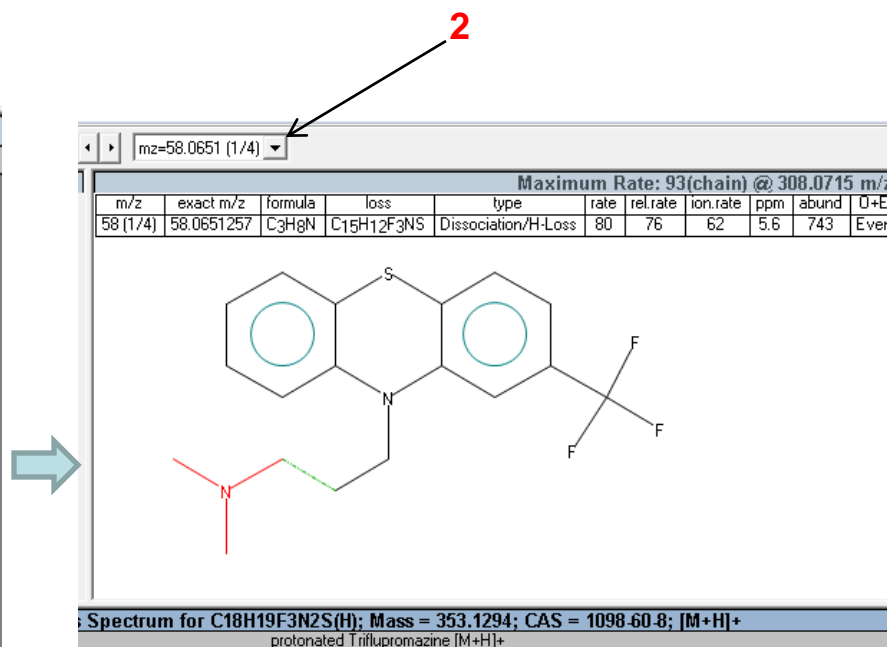 2
mz=58.0651 (1/4)
Maximum Rate: 93(chain) @ 308.0715 m/z
m/z exact m/z formula loss type rate rel.rate ion.rate ppm abund O+E
58 (1/4) 58.0651257 C3H8N C15H12F3NS Dissociation/H-Loss 80 76 62 5.6 743 Even
S
F
N
F
F
N
s Spectrum for C18H19F3N2S(H); Mass = 353.1294; CAS = 1098-60-8; [M+H]+
protonated Triflupromazine [M+H]+